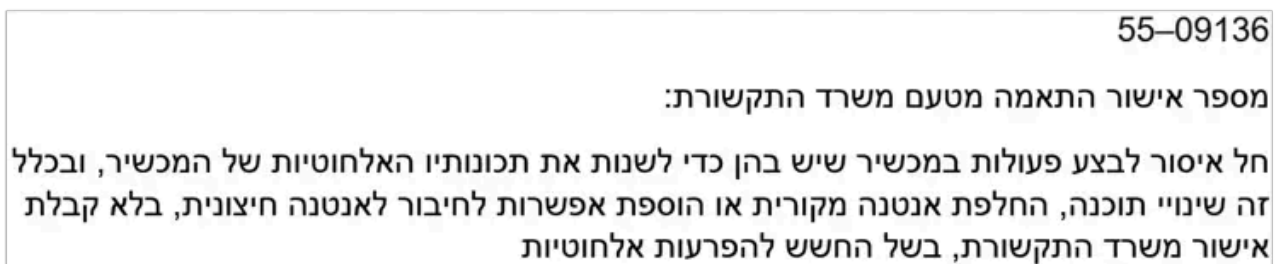 55–09136
מספר אישור התאמה מטעם משרד התקשורת:
חל איסור לבצע פעולות במכשיר שיש בהן כדי לשנות את תכונותיו האלחוטיות של המכשיר, ובכלל
זה שינויי תוכנה, החלפת אנטנה מקורית או הוספת אפשרות לחיבור לאנטנה חיצונית, בלא קבלת
אישור משרד התקשורת, בשל החשש להפרעות אלחוטיות